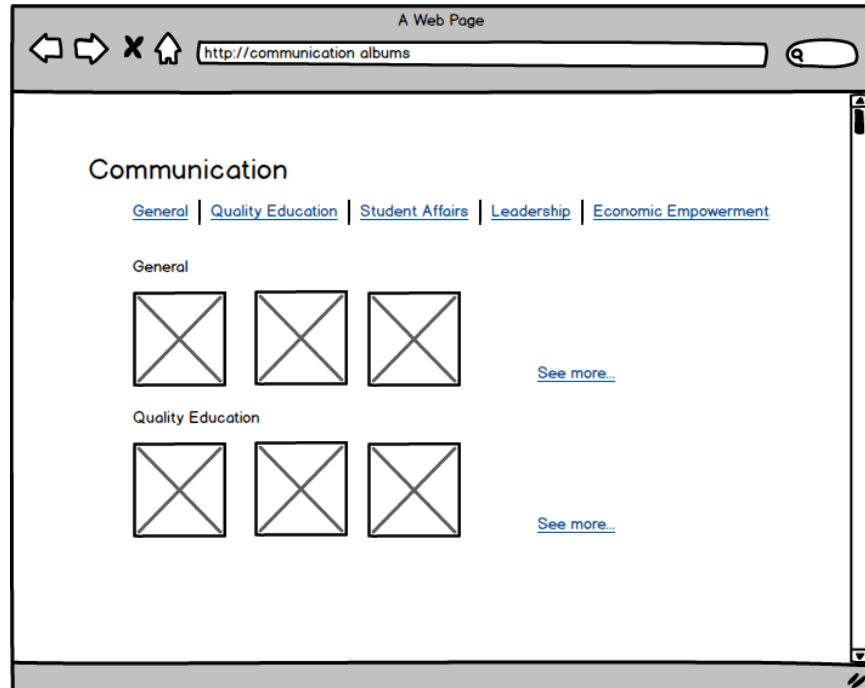 A Web Page
http://communication albums
Communication
General | Quality Education | Student Affairs | Leadership | Economic Empowerment
General
See more...
Quality Education
See more...